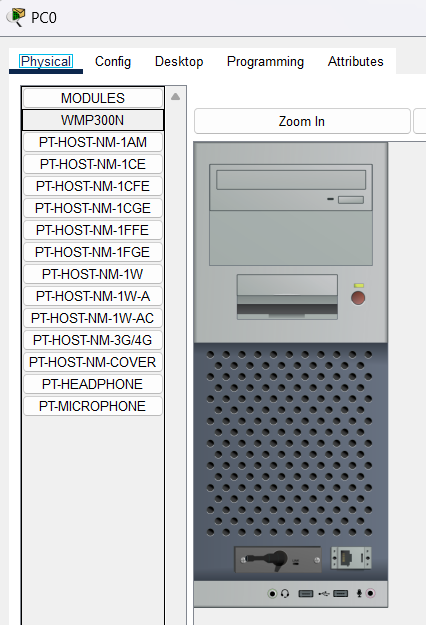 PC0
Physical Config Desktop Programming Attributes
MODULES
WMP300N
PT-HOST-NM-1AM
PT-HOST-NM-1CE
PT-HOST-NM-1CFE
PT-HOST-NM-1CGE
PT-HOST-NM-1FFE
PT-HOST-NM-1FGE
PT-HOST-NM-1W
PT-HOST-NM-1W-A
PT-HOST-NM-1W-AC
PT-HOST-NM-3G/4G
PT-HOST-NM-COVER
PT-HEADPHONE
PT-MICROPHONE
Zoom In